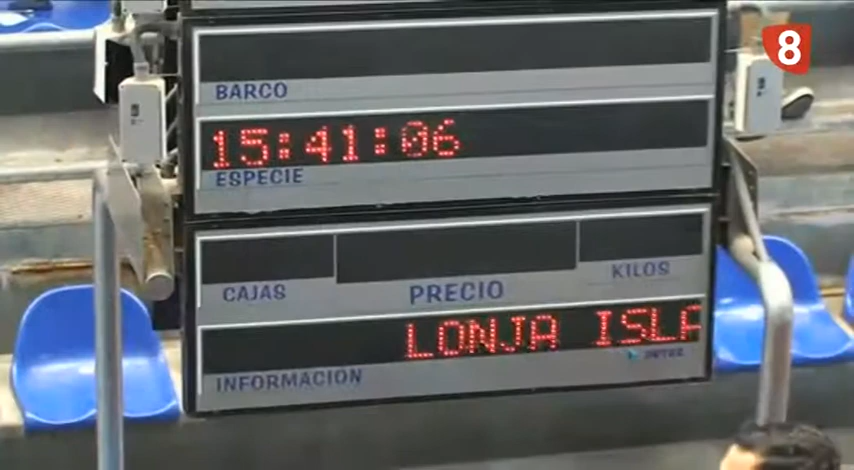 8
BARCO
15:41:06
ESPECIE
CAJAS PRECIO KILOS
LONJA ISLA
INFORMACION